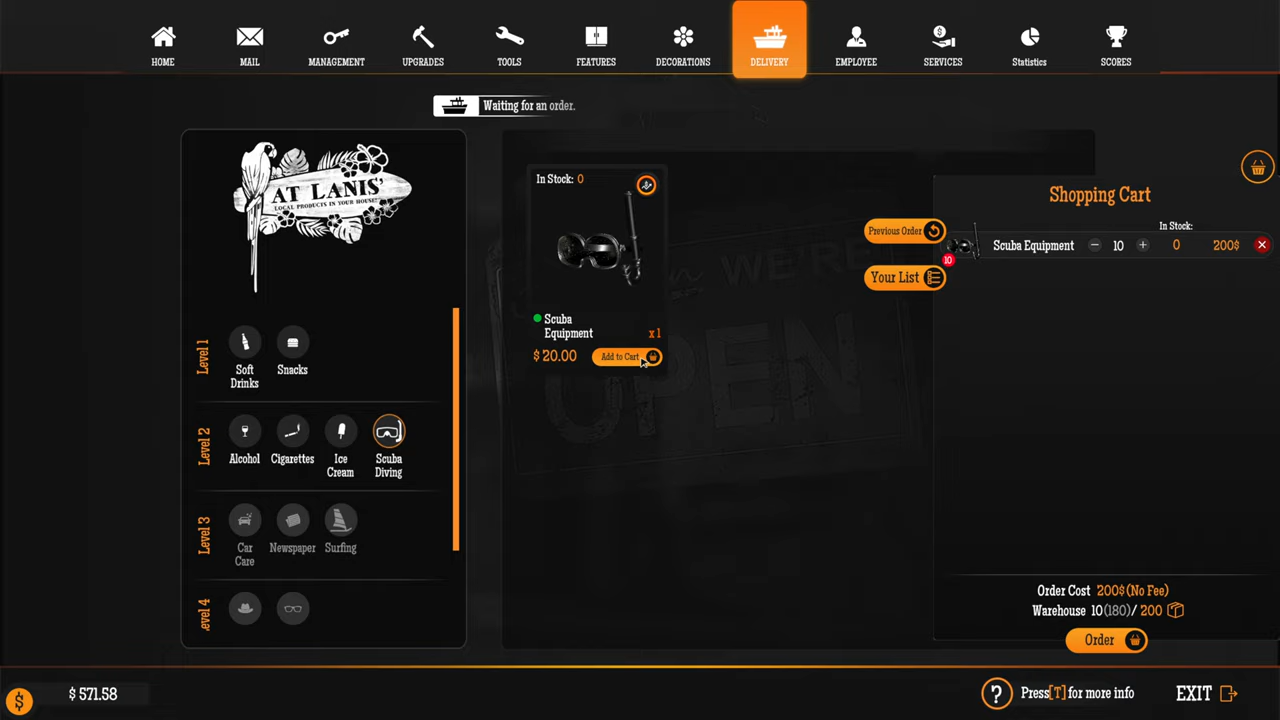 HOME
MAIL
MANAGEMENT
UPGRADES
TOOLS
FEATURES
DECORATIONS
DELIVERY
EMPLOYEE
SERVICES
Statistics
SCORES
Waiting for an order.
AT LANIS'
LOCAL PRODUCTS IN YOUR HOUSE!
In Stock: 0
WE'RE
OPEN
Scuba
Equipment
x1
$ 20.00
Add to Cart
Shopping Cart
In Stock:
Previous Order
Scuba Equipment 10 0 200$
10
Your List
Level 1
Soft
Drinks
Snacks
Level 2
Alcohol
Cigarettes
Ice
Cream
Scuba
Diving
Level 3
Car
Care
Newspaper
Surfing
evel 4
Order Cost 200$ (No Fee)
Warehouse 10(180)/ 200
Order
$ 571.58
? Press[T] for more info
EXIT